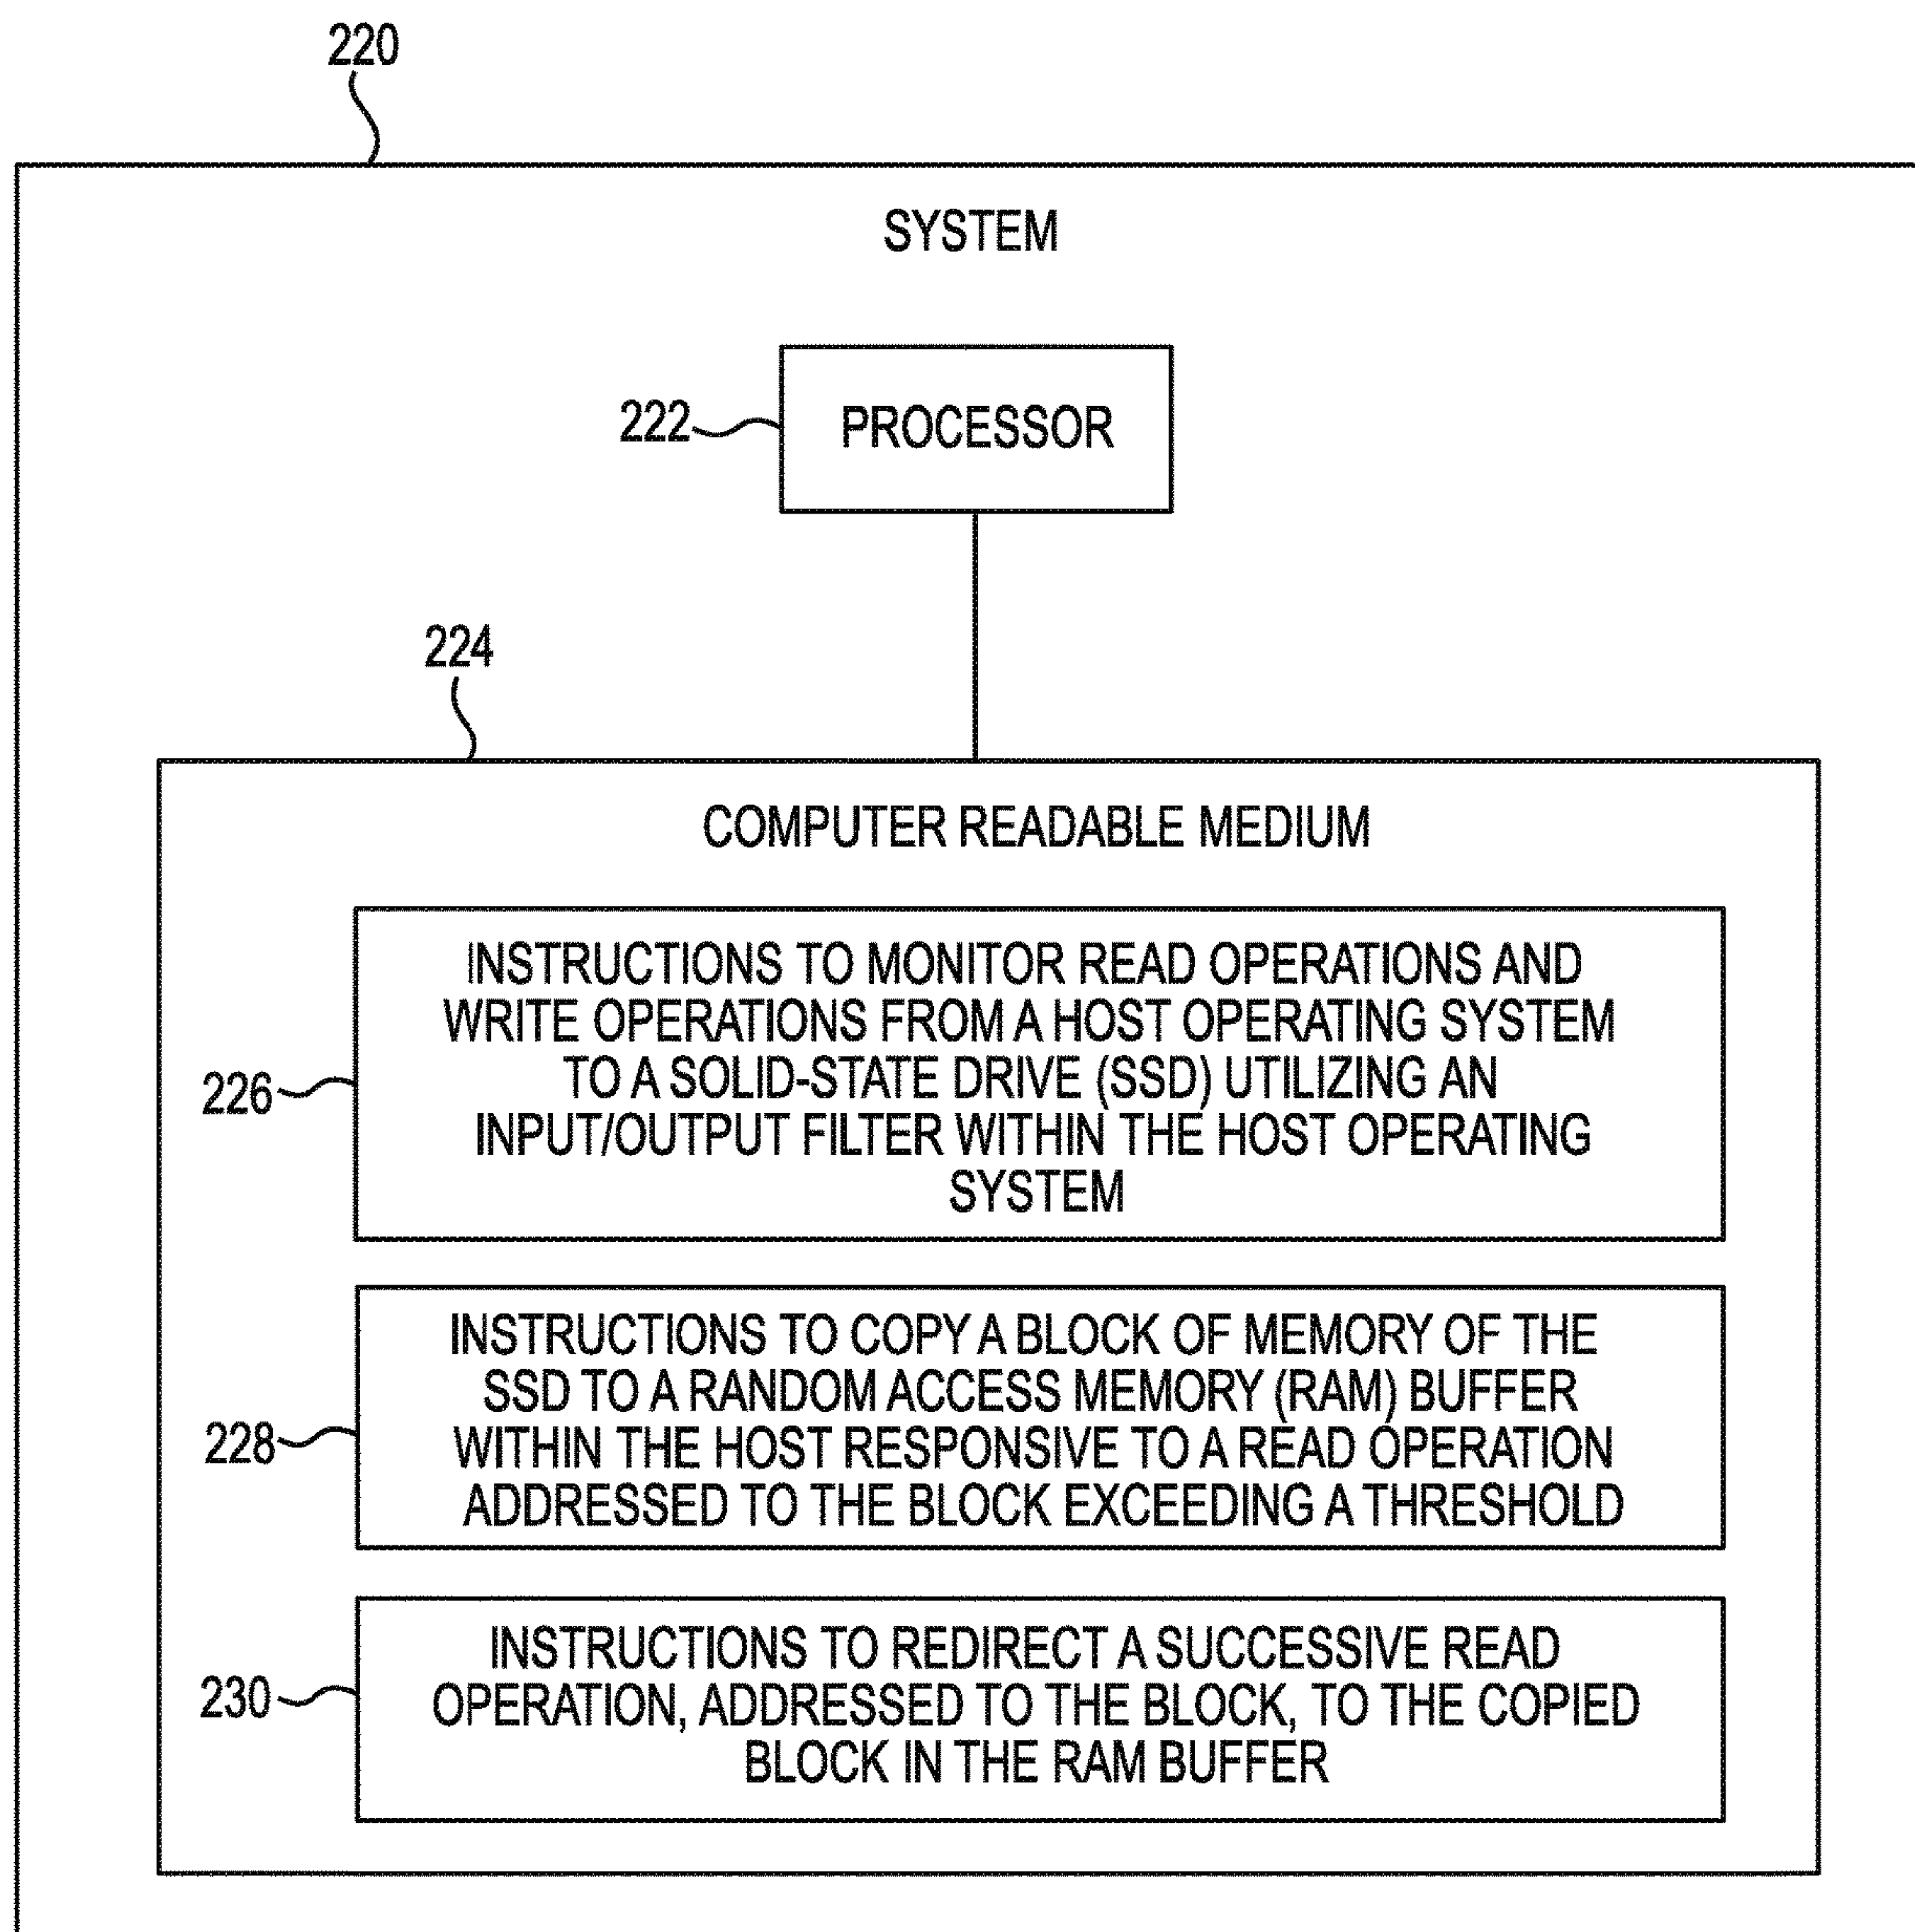 220
SYSTEM
222
PROCESSOR
224
COMPUTER READABLE MEDIUM
INSTRUCTIONS TO MONITOR READ OPERATIONS AND
WRITE OPERATIONS FROM A HOST OPERATING SYSTEM
TO A SOLID-STATE DRIVE (SSD) UTILIZING AN
INPUT/OUTPUT FILTER WITHIN THE HOST OPERATING
SYSTEM
226
INSTRUCTIONS TO COPY A BLOCK OF MEMORY OF THE
SSD TO A RANDOM ACCESS MEMORY (RAM) BUFFER
WITHIN THE HOST RESPONSIVE TO A READ OPERATION
ADDRESSED TO THE BLOCK EXCEEDING A THRESHOLD
228
INSTRUCTIONS TO REDIRECT A SUCCESSIVE READ
OPERATION, ADDRESSED TO THE BLOCK, TO THE COPIED
BLOCK IN THE RAM BUFFER
230